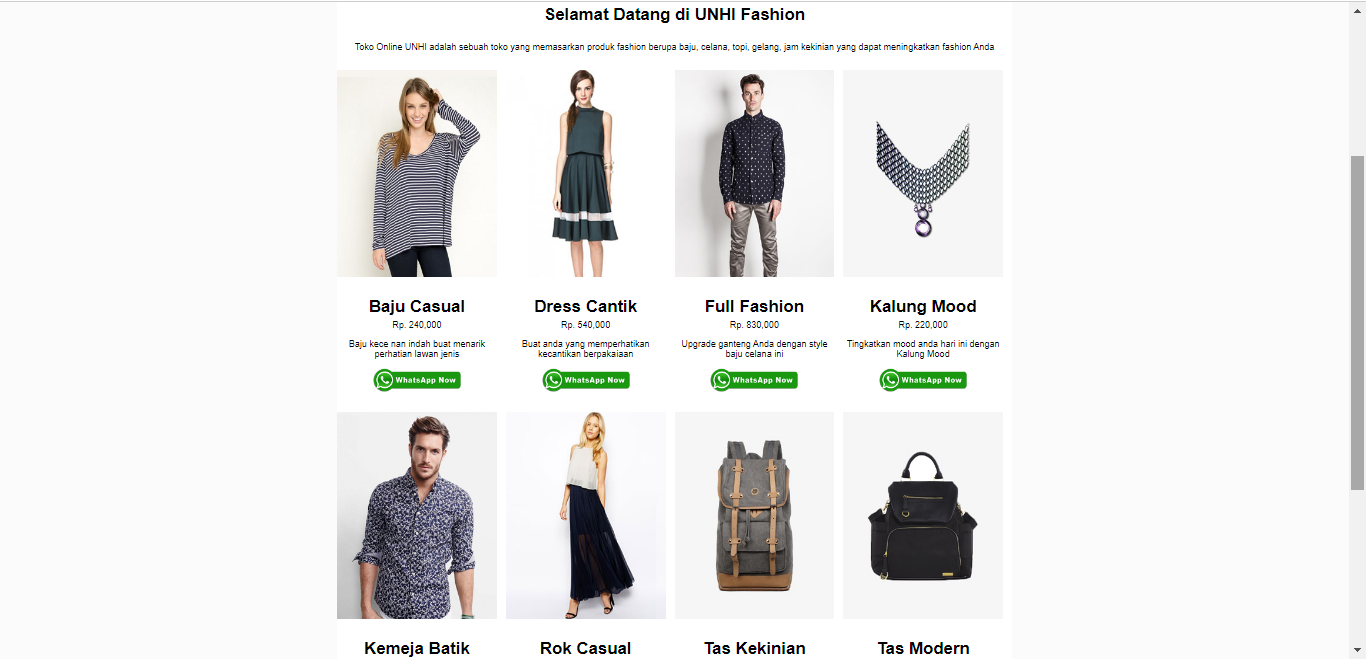 Selamat Datang di UNHI Fashion
Toko Online UNHI adalah sebuah toko yang memasarkan produk fashion berupa baju, celana, topi, gelang, jam kekinian yang dapat meningkatkan fashion Anda
Baju Casual
Rp. 240,000
Baju kece nan indah buat menarik
perhatian lawan jenis
WhatsApp Now
Dress Cantik
Rp. 540,000
Buat anda yang memperhatikan
kecantikan berpakaiaan
WhatsApp Now
Full Fashion
Rp. 830,000
Upgrade ganteng Anda dengan style
baju celana ini
WhatsApp Now
Kalung Mood
Rp. 220,000
Tingkatkan mood anda hari ini dengan
Kalung Mood
WhatsApp Now
Kemeja Batik
Rok Casual
Tas Kekinian
Tas Modern